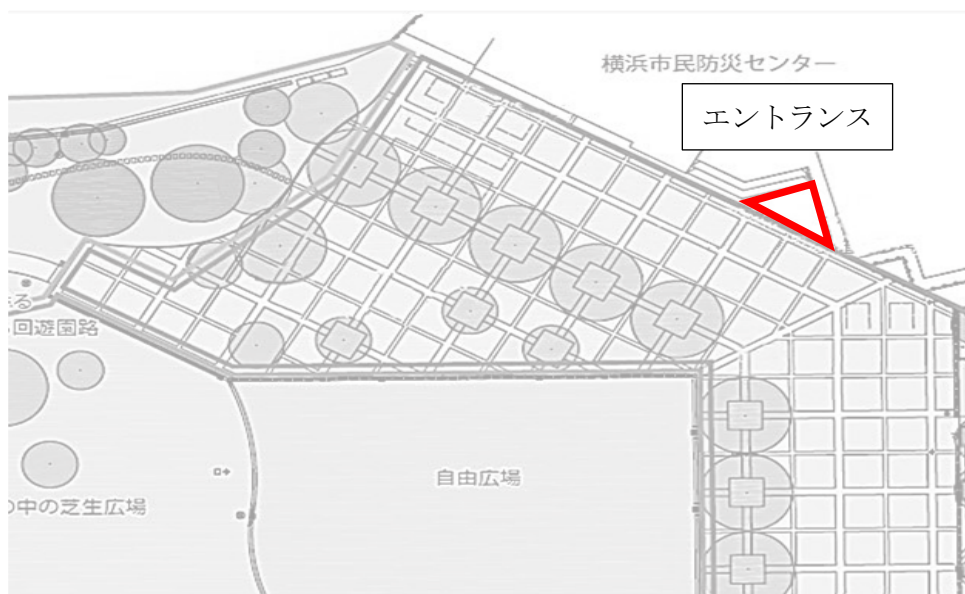 横浜市民防災センター
エントランス
回遊園路
自由広場
の中の芝生広場